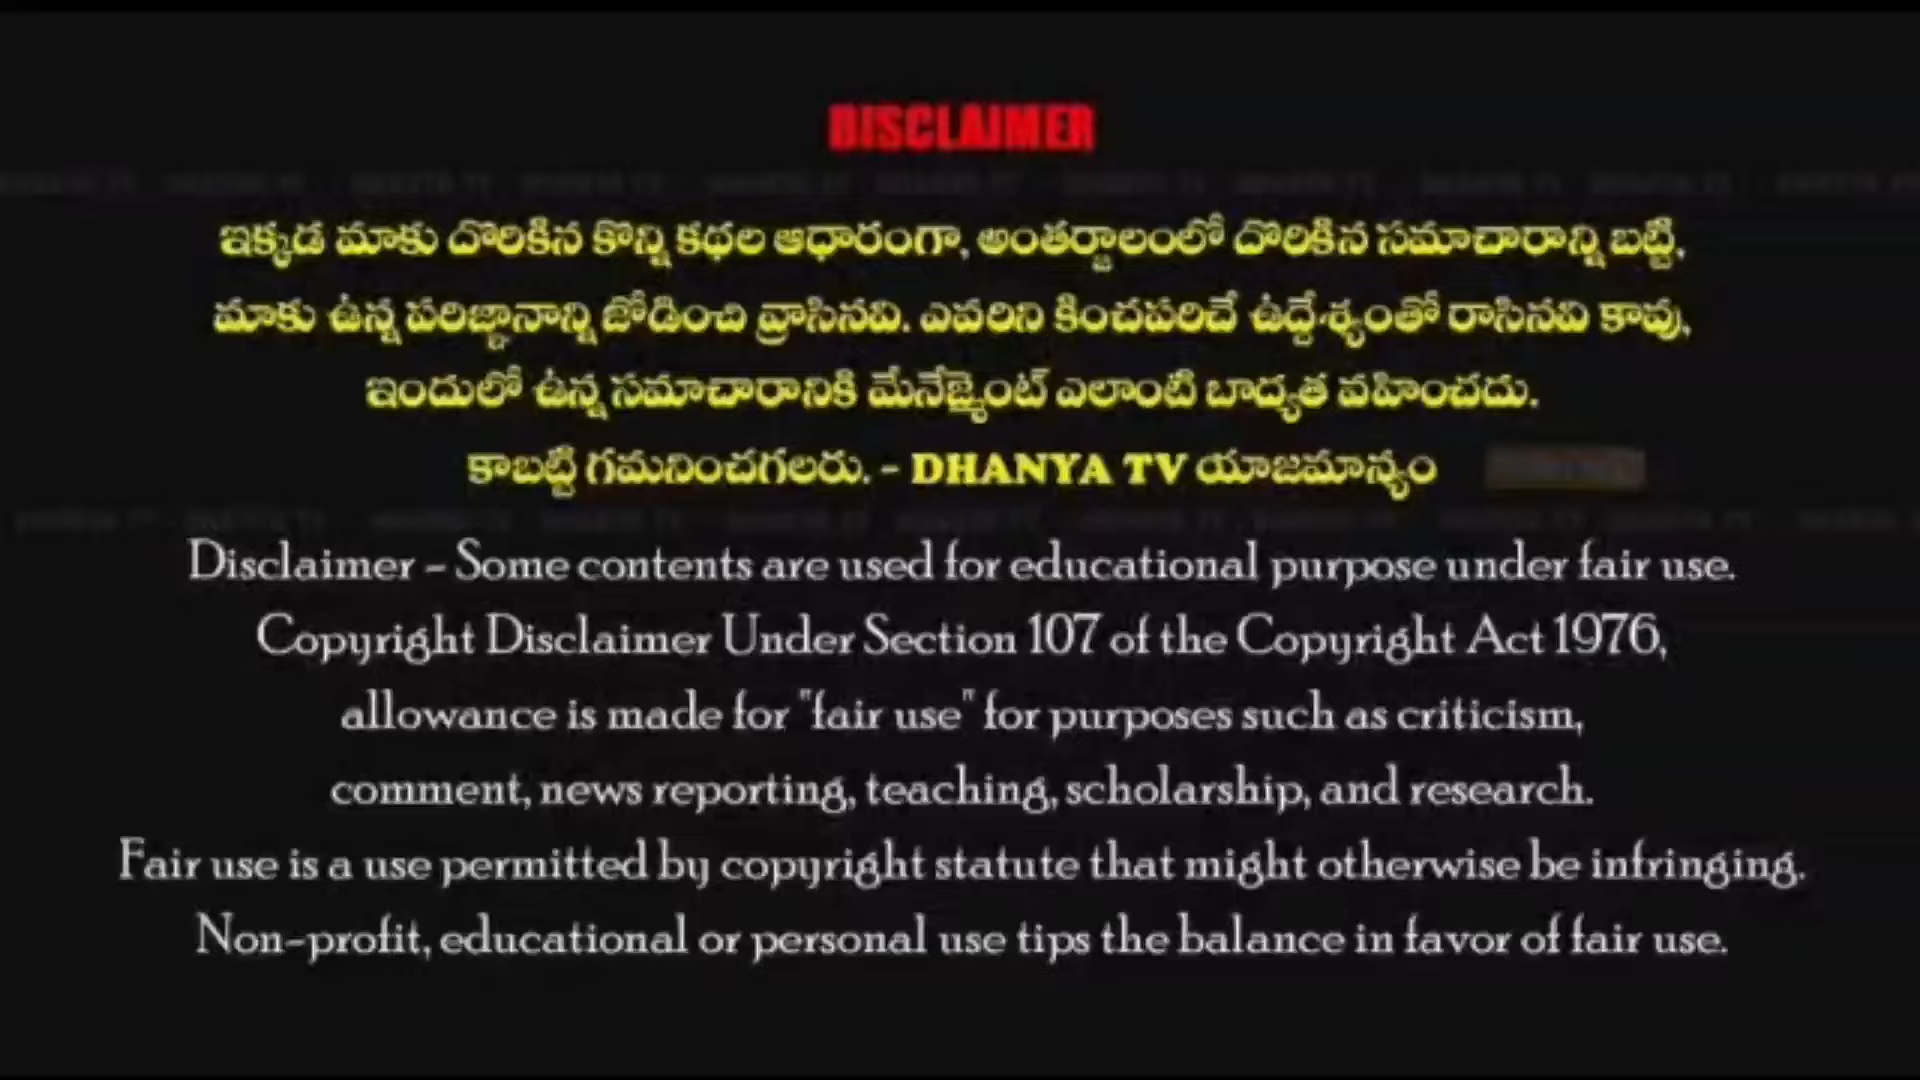 DISCLAIMER
ఇక్కడ మాకు దొరికిన కొన్ని కథల ఆధారంగా, అంతర్జాలంలో దొరికిన సమాచారాన్ని బట్టి,
మాకు ఉన్న పరిజ్ఞానాన్ని జోడించి వ్రాసినవి. ఎవరిని కించపరిచే ఉద్దేశ్యంతో రాసినవి కావు,
ఇందులో ఉన్న సమాచారానికి మేనేజ్మెంట్ ఎలాంటి బాద్యత వహించదు.
కాబట్టి గమనించగలరు. - DHANYA TV యాజమాన్యం
Disclaimer - Some contents are used for educational purpose under fair use.
Copyright Disclaimer Under Section 107 of the Copyright Act 1976,
allowance is made for "fair use" for purposes such as criticism,
comment, news reporting, teaching, scholarship, and research.
Fair use is a use permitted by copyright statute that might otherwise be infringing.
Non-profit, educational or personal use tips the balance in favor of fair use.